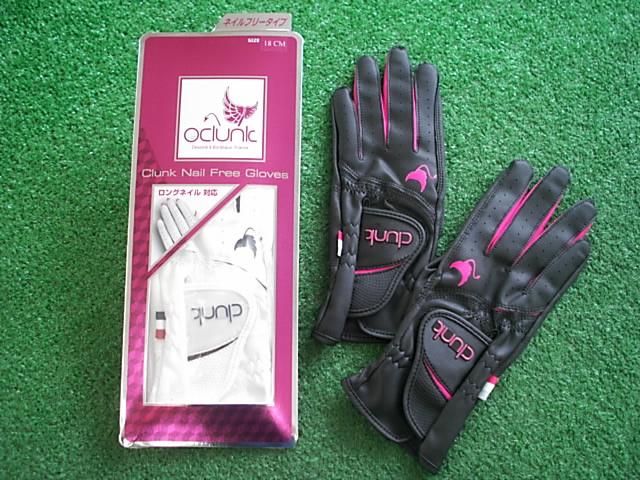 ネイルフリータイプ
SIZE 18 CM
Oclunk
Clunk Nail Free Gloves
ロングネイル 対応
clunk
clunk
clunk